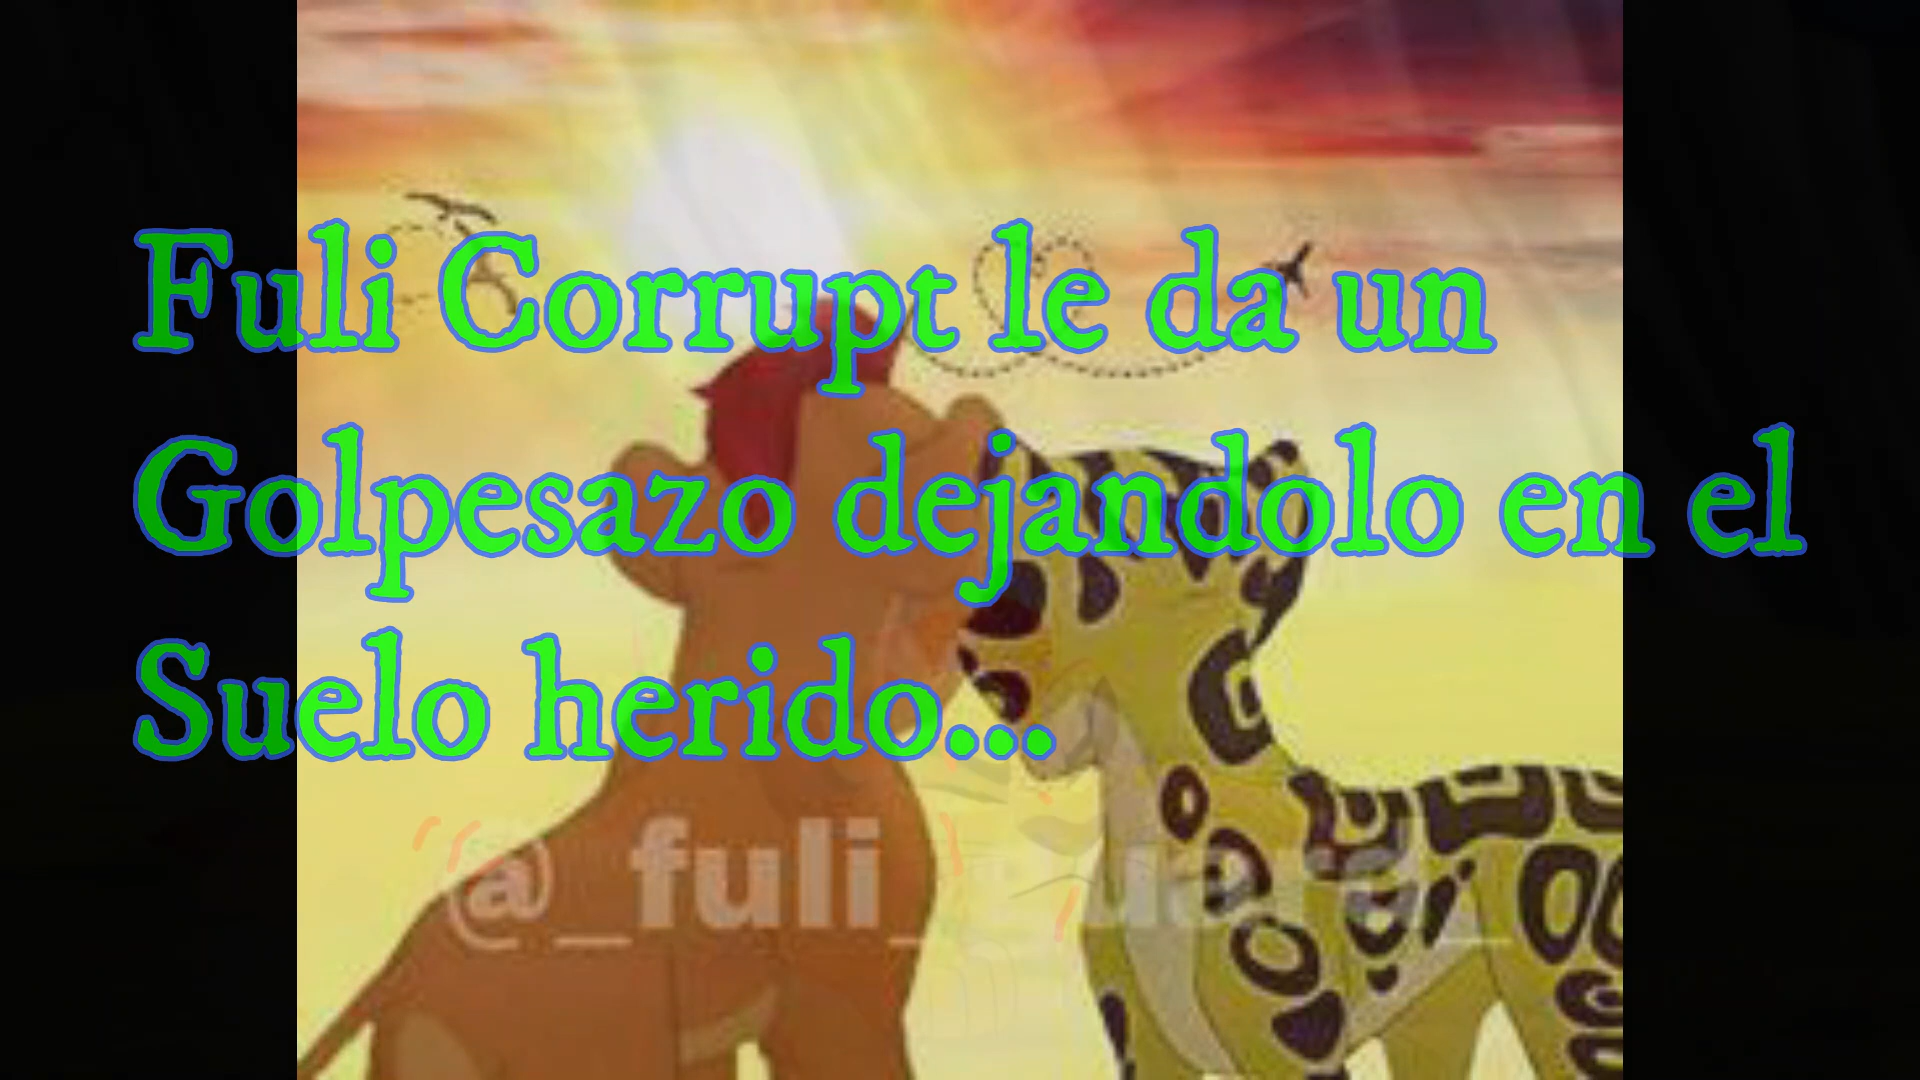 Fuli Corrupt le da un
Golpesazo dejandolo en el
Suelo herido...
@_fuli_